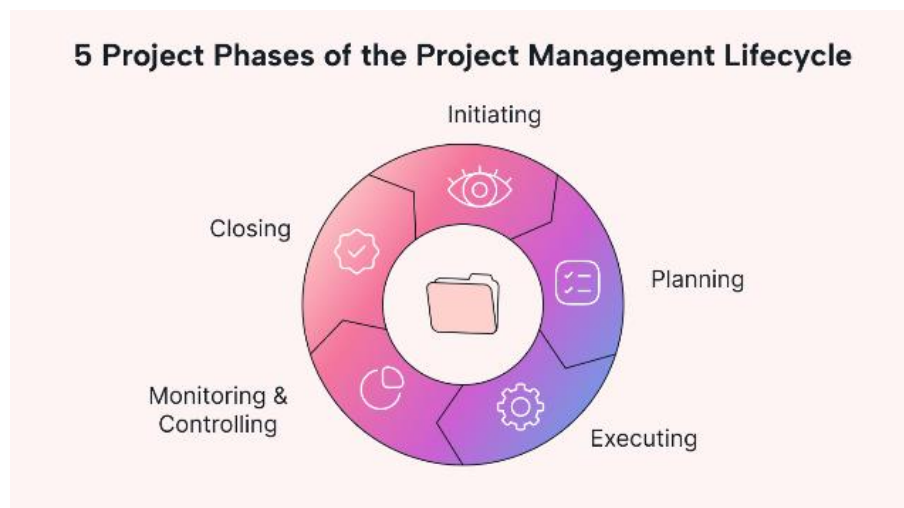 5 Project Phases of the Project Management Lifecycle
Initiating
Closing
Planning
Monitoring &
Controlling
Executing